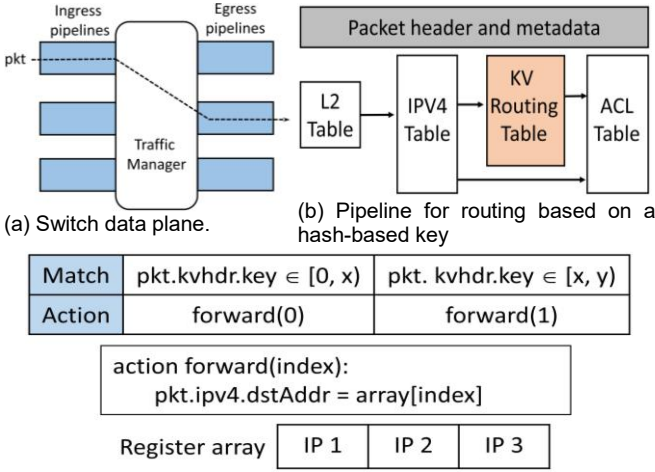 Ingress
pipelines
Egress
pipelines
pkt
Traffic
Manager
(a) Switch data plane.
Packet header and metadata
L2
Table
IPV4
Table
KV
Routing
Table
ACL
Table
(b) Pipeline for routing based on a
hash-based key
Match pkt.kvhdr.key ∈ [0, x) pkt. kvhdr.key ∈ [x, y)
Action forward(0) forward(1)
action forward(index):
pkt.ipv4.dstAddr = array[index]
Register array IP 1 IP 2 IP 3